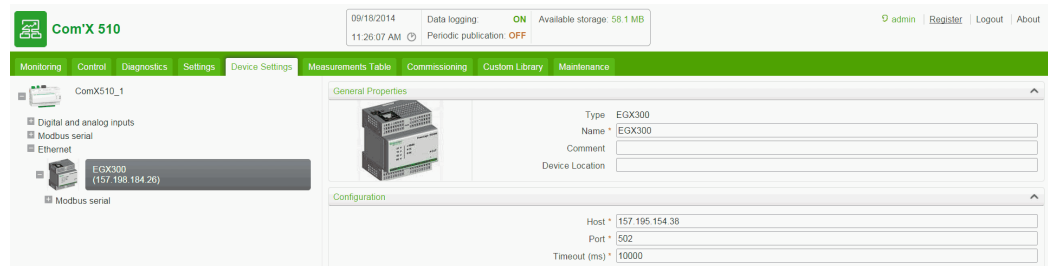 Com'X 510
09/18/2014
11:26:07 AM
Data logging: ON
Periodic publication: OFF
Available storage: 58.1 MB
admin Register Logout About
Monitoring Control Diagnostics Settings Device Settings Measurements Table Commissioning Custom Library Maintenance
ComX510_1
Digital and analog inputs
Modbus serial
Ethernet
EGX300
(157.198.184.26)
Modbus serial
General Properties
Type EGX300
Name * EGX300
Comment
Device Location
Configuration
Host * 157.195.154.38
Port * 502
Timeout (ms) * 10000